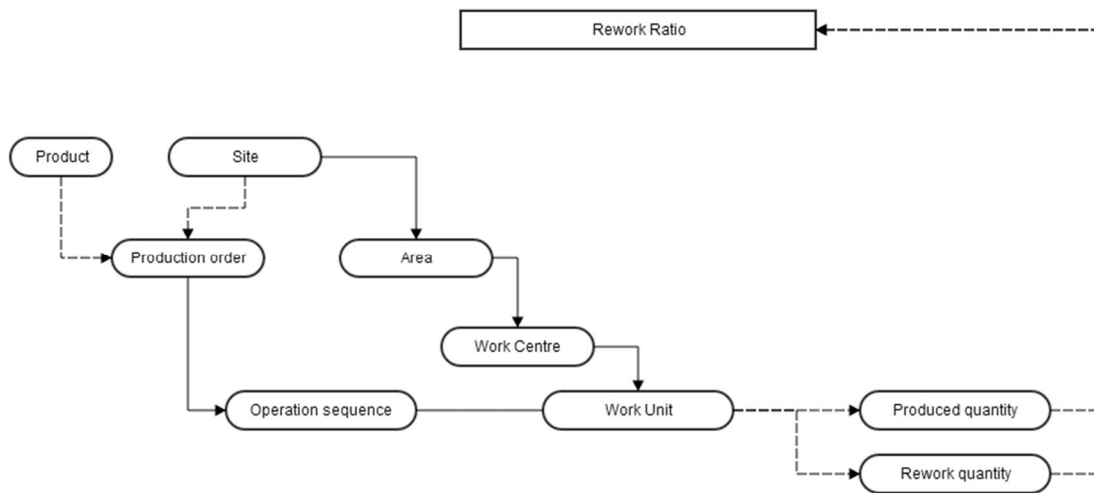 Rework Ratio
Product
Site
Production order
Area
Work Centre
Operation sequence
Work Unit
Produced quantity
Rework quantity